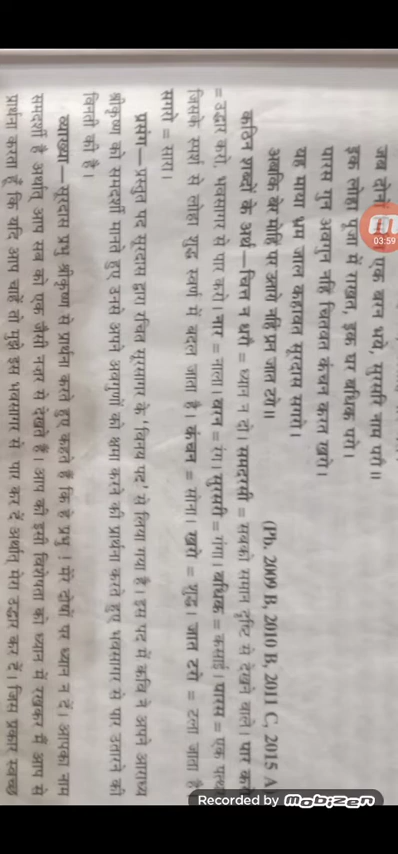 जब दोनों एक बरन भये, सुरसरि नाम परौ॥
इक लोहा पूजा में राखत, इक घर बधिक परो।
पारस गुन अवगुन नहिं चितवत कंचन करत खरो।
यह माया भ्रम जाल कहावत सूरदास सगरो।
अबकि बेर मोहि पर उतारो नहिं प्रन जात टरो॥ (Pb. 2009 B, 2010 B, 2011 C, 2015 A
कठिन शब्दों के अर्थ—चित्त न धरौ = ध्यान न दो। समदरसी = सबको समान दृष्टि से देखने वाले। पार करो
= उद्धार करो, भवसागर से पार करो। नार = नाला। बरन = रंग। सुरसरी = गंगा। बधिक = कसाई। पारस = एक पत्थर
जिसके स्पर्श से लोहा शुद्ध स्वर्ण में बदल जाता है। कंचन = सोना। खरो = शुद्ध। जात टरो = टला जाता है
सगरो = सारा।
प्रसंग—प्रस्तुत पद सूरदास द्वारा रचित सूरसागर के 'विनय पद' से लिया गया है। इस पद में कवि ने अपने आराध्य
श्रीकृष्ण को समदर्शी मानते हुए उनसे अपने अवगुणों को क्षमा करने की प्रार्थना करते हुए भवसागर से पार उतारने की
विनती की है।
व्याख्या—सूरदास प्रभु श्रीकृष्ण से प्रार्थना करते हुए कहते हैं कि हे प्रभु! मेरे दोषों पर ध्यान न दें। आपका नाम
समदर्शी है अर्थात् आप सब को एक जैसी नज़र से देखते हैं। आप की इसी विशेषता को ध्यान में रखकर मैं आप से
प्रार्थना करता हूँ कि यदि आप चाहें तो मुझे इस भवसागर से पार कर दें अर्थात् मेरा उद्धार कर दें। जिस प्रकार स्वच्छ
03:59
Recorded by mobizen